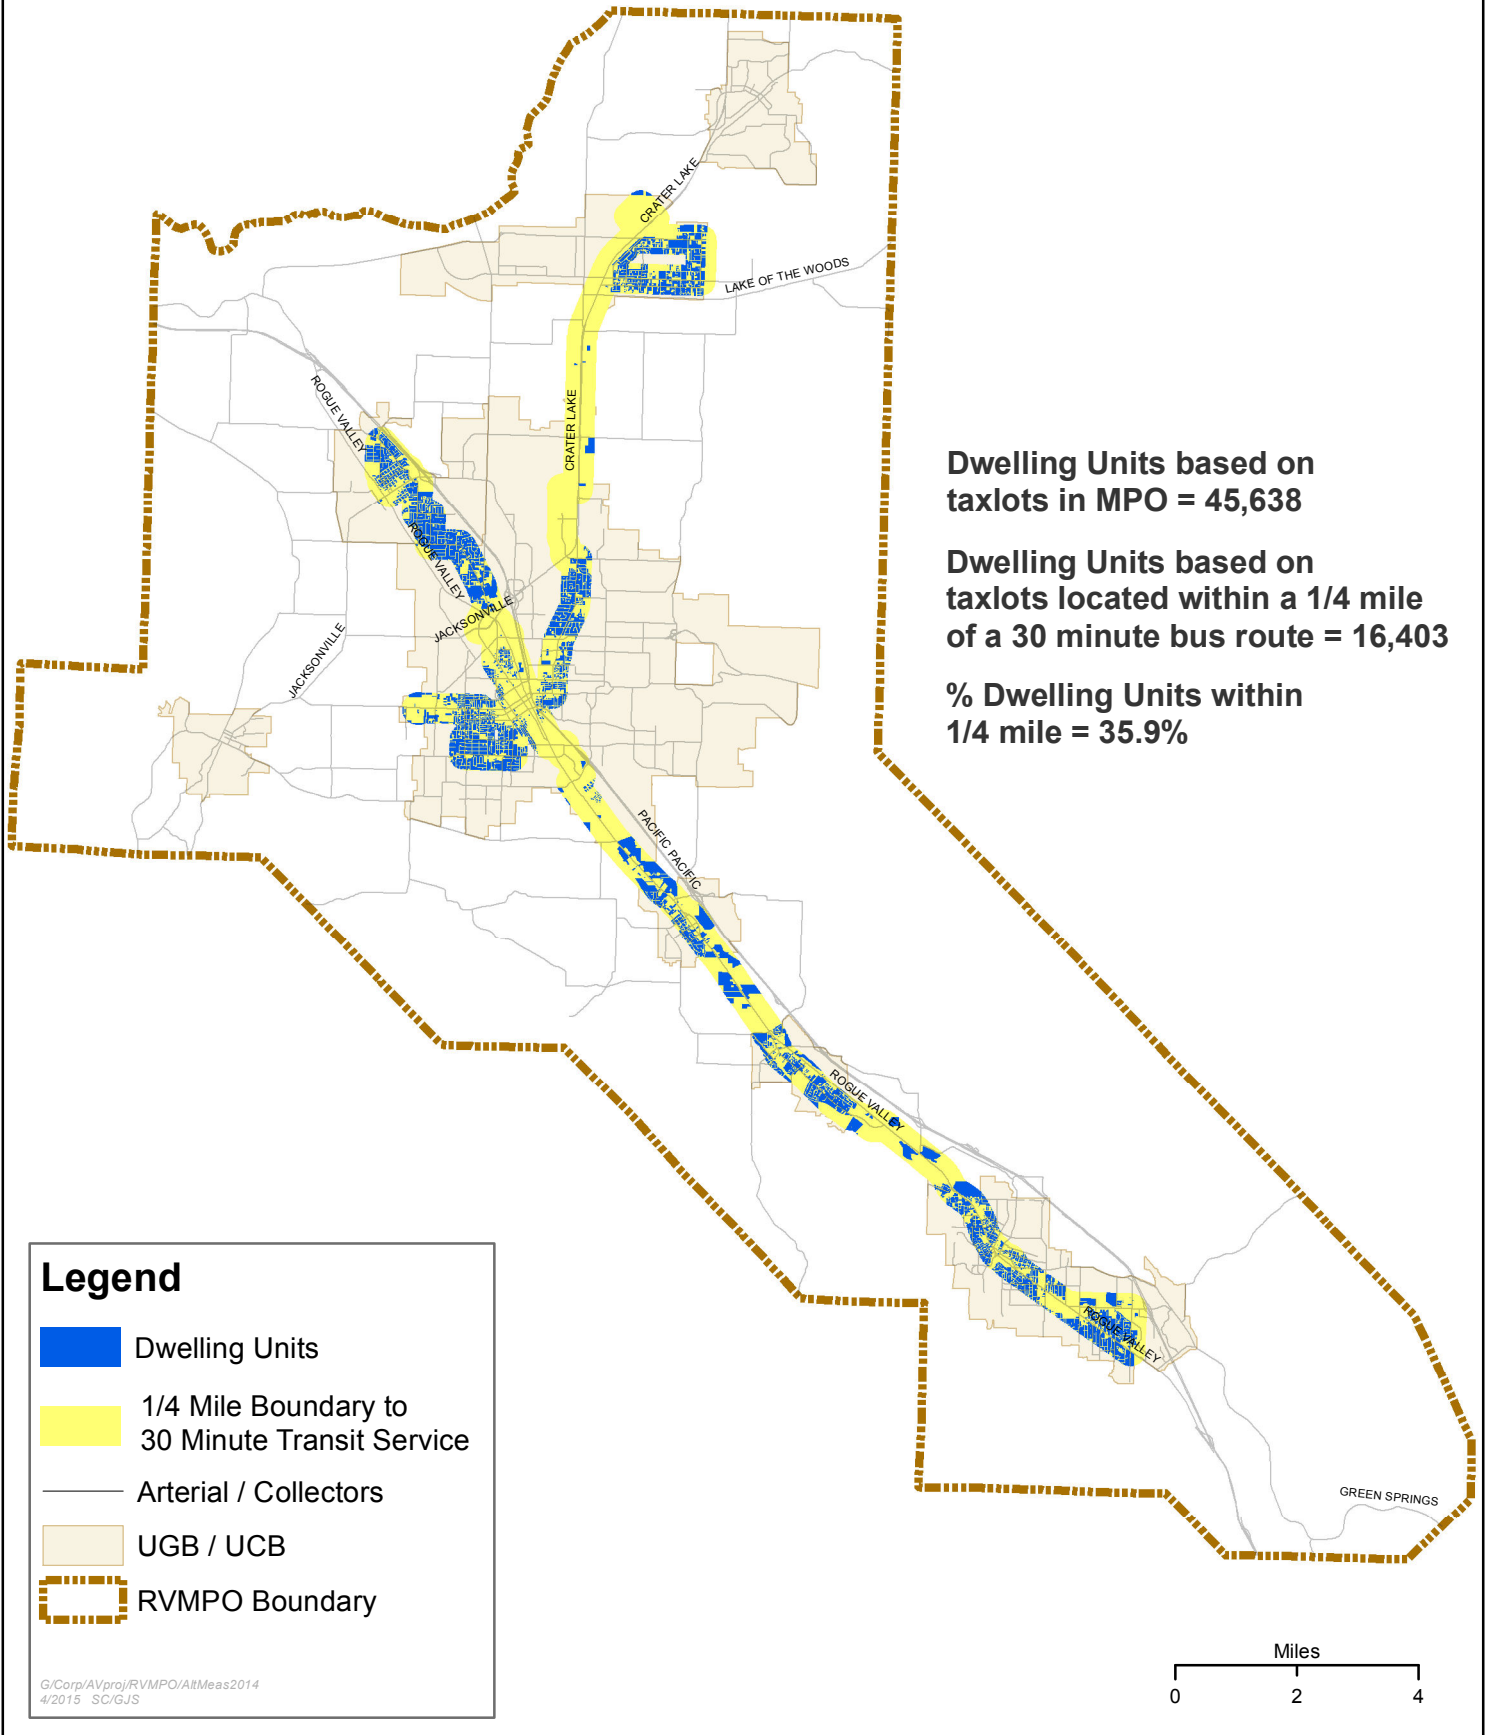 CRATER LAKE
LAKE OF THE WOODS
ROGUE VALLEY
CRATER LAKE
ROGUE VALLEY
JACKSONVILLE
JACKSONVILLE
PACIFIC PACIFIC
ROGUE VALLEY
ROGUE VALLEY
GREEN SPRINGS
Dwelling Units based on
taxlots in MPO = 45,638
Dwelling Units based on
taxlots located within a 1/4 mile
of a 30 minute bus route = 16,403
% Dwelling Units within
1/4 mile = 35.9%
Legend
Dwelling Units
1/4 Mile Boundary to
30 Minute Transit Service
Arterial / Collectors
UGB / UCB
RVMPO Boundary
G/Corp/AVproj/RVMPO/AltMeas2014
4/2015 SC/GJS
Miles
0 2 4